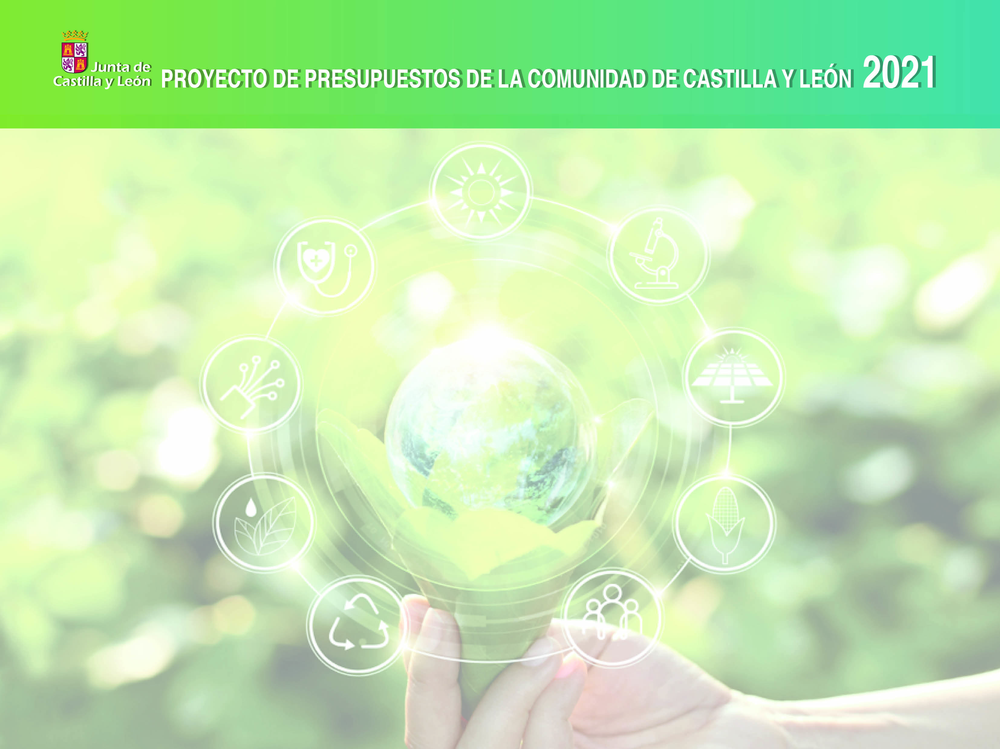 Junta de
Castilla y León
PROYECTO DE PRESUPUESTOS DE LA COMUNIDAD DE CASTILLA Y LEÓN 2021